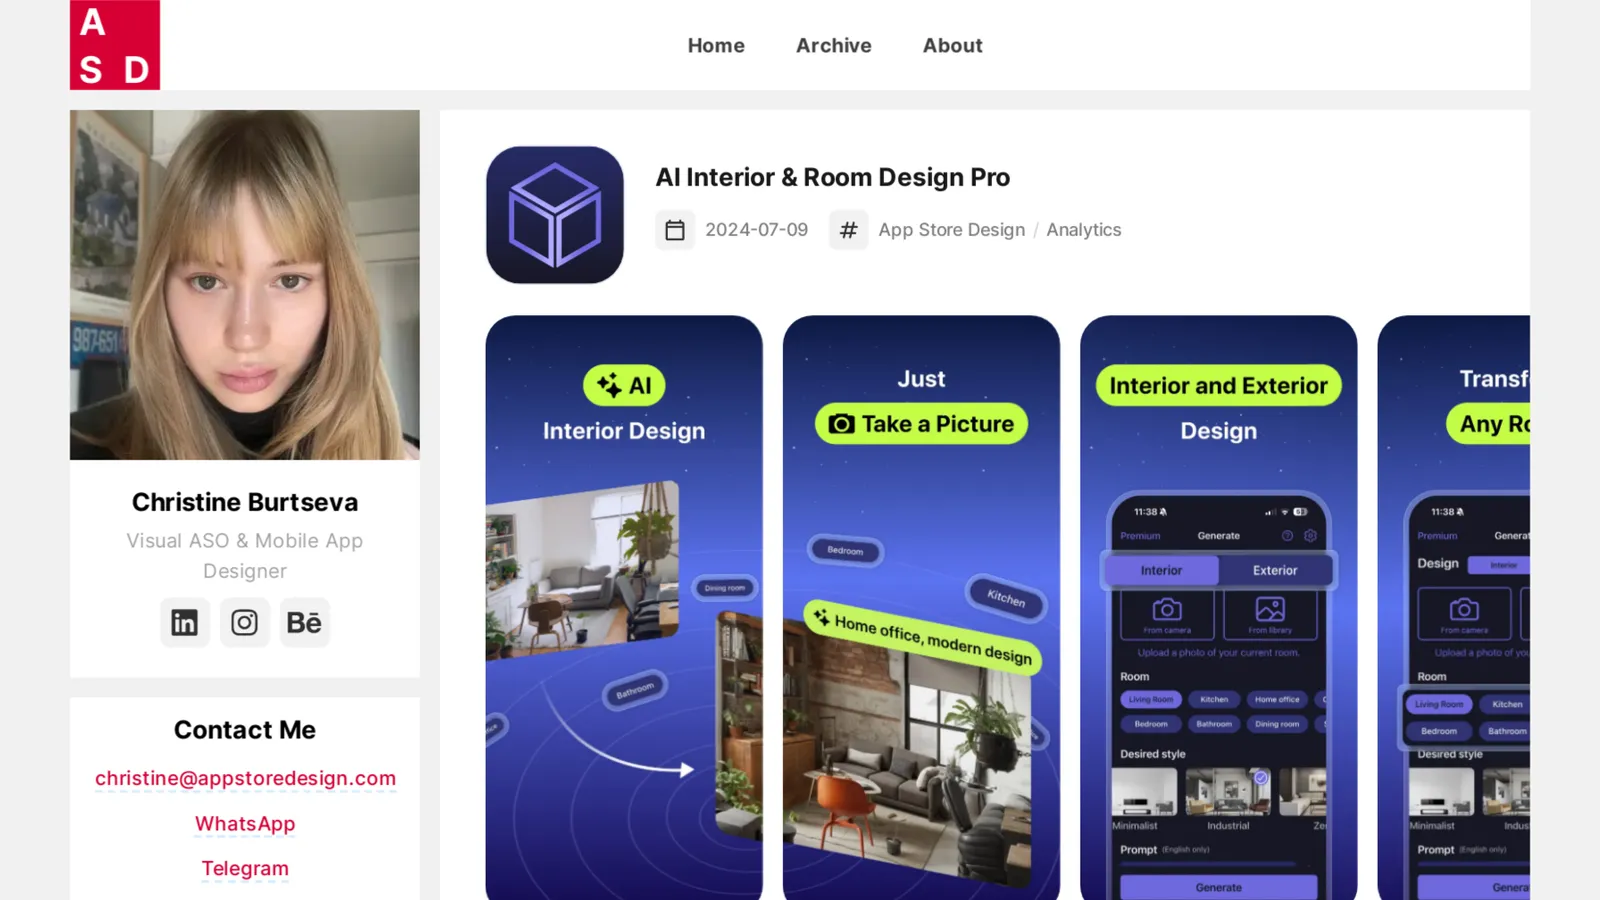 A
S D
Home
Archive
About
987-651
Christine Burtseva
Visual ASO & Mobile App
Designer
Bē
Contact Me
christine@appstoredesign.com
WhatsApp
Telegram
AI Interior & Room Design Pro
2024-07-09
# App Store Design / Analytics
AI
Interior Design
Dining room
Bathroom
Just
Take a Picture
Bedroom
Kitchen
Home office, modern design
Interior and Exterior
Design
11:38
Premium
Generate
Interior
Exterior
From camera
From library
Upload a photo of your current room.
Room
Living Room
Kitchen
Home office
Bedroom
Bathroom
Dining room
Desired style
Minimalist
Industrial
Ze
Prompt (English only)
Generate
Transf
Any Ro
11:38
Premium
Genera
Design
Interior
From camera
Upload a photo of you
Room
Living Room
Kitchen
Bedroom
Bathroom
Desired style
Minimalist
Indus
Prompt (English only)
Genera